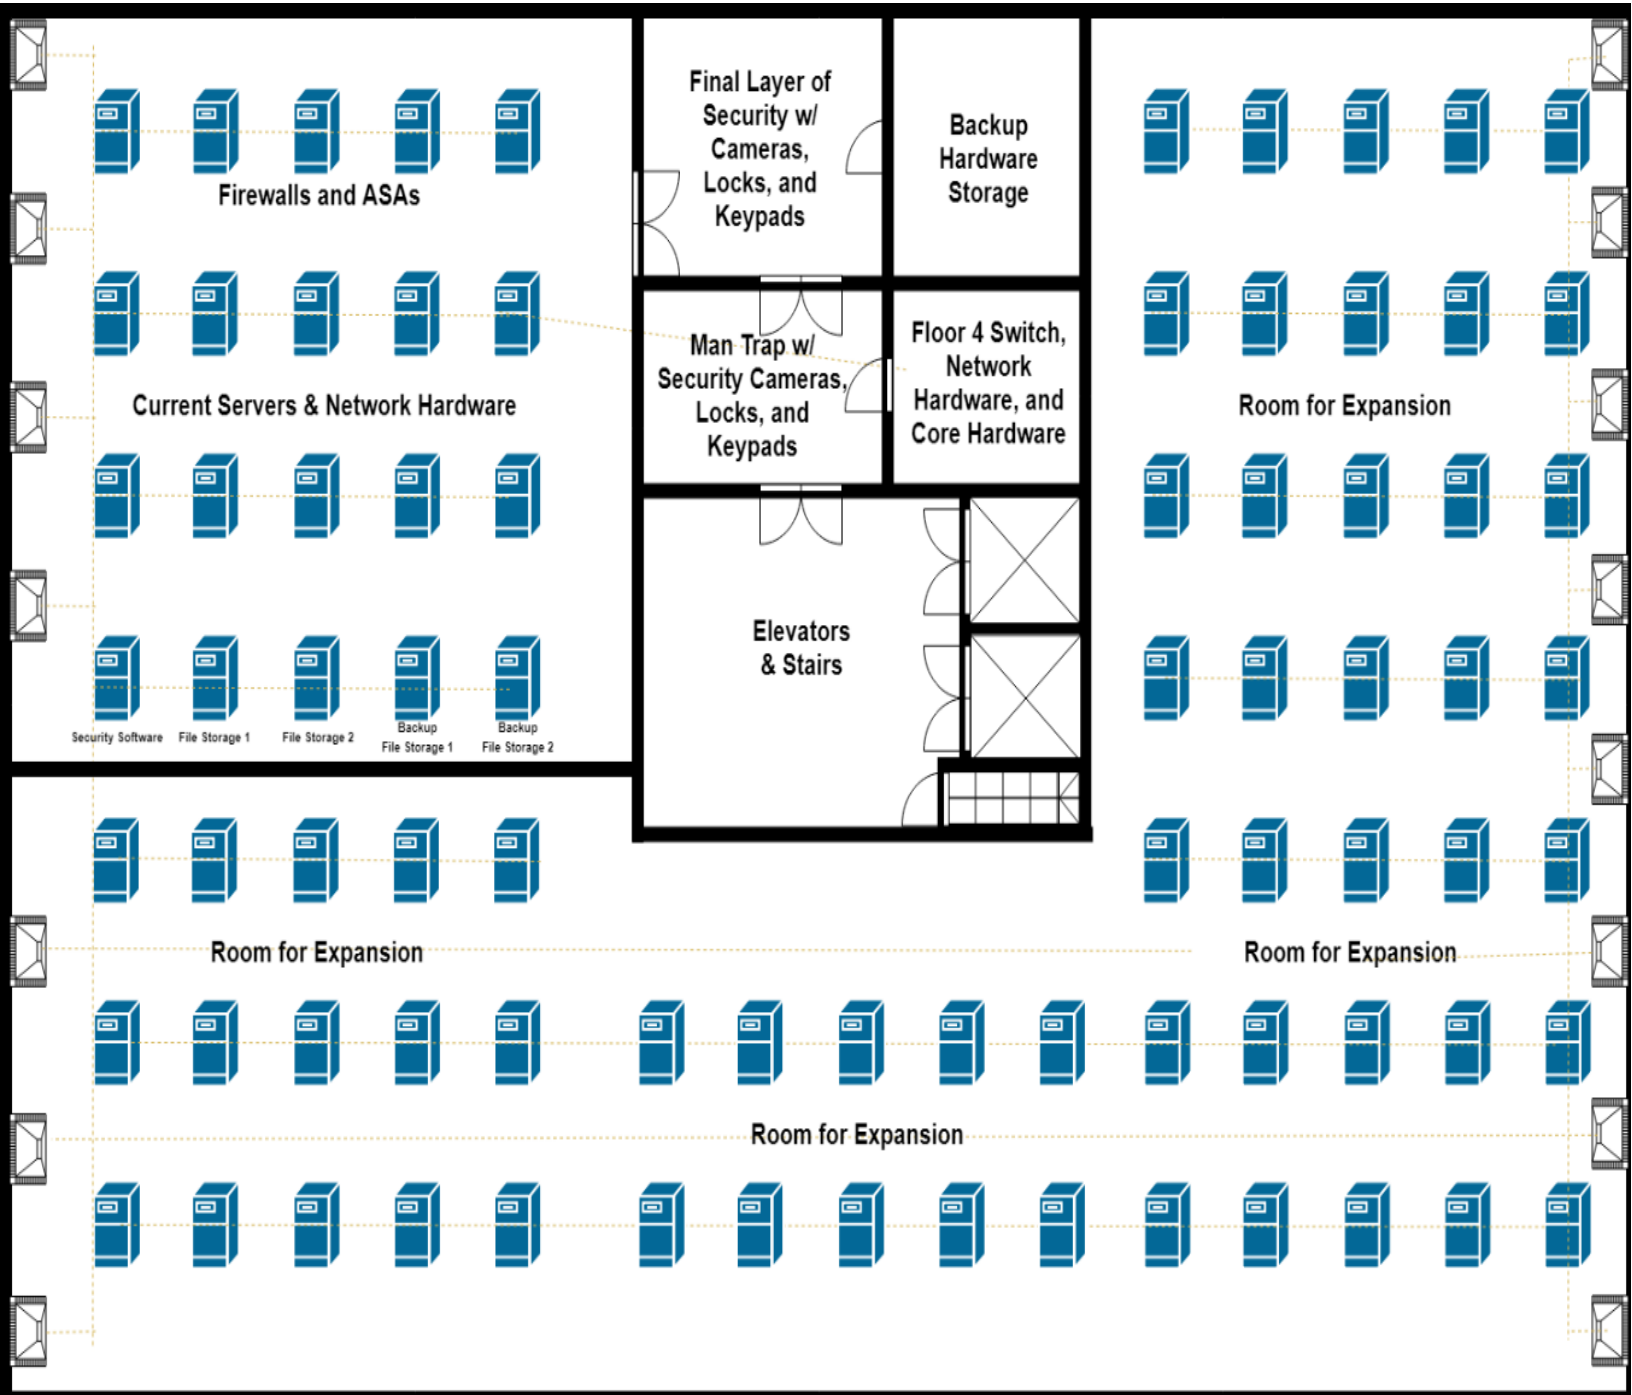 Final Layer of
Security w/
Cameras,
Locks, and
Keypads
Backup
Hardware
Storage
Firewalls and ASAs
Man Trap w/
Security Cameras,
Locks, and
Keypads
Floor 4 Switch,
Network
Hardware, and
Core Hardware
Current Servers & Network Hardware
Room for Expansion
Elevators
& Stairs
Security Software
File Storage 1
File Storage 2
Backup
File Storage 1
Backup
File Storage 2
Room for Expansion
Room for Expansion
Room for Expansion